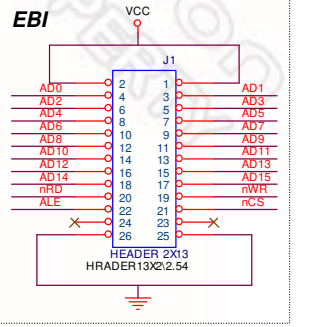 EBI
VCC
J1
2 1
AD0 4 3 AD1
AD2 6 5 AD3
AD4 8 7 AD5
AD6 10 9 AD7
AD8 12 11 AD9
AD10 14 13 AD11
AD12 16 15 AD13
AD14 18 17 AD15
nRD 20 19 nWR
ALE 22 21 nCS
24 23
26 25
HEADER 2X13
HRADER13X2\2.54